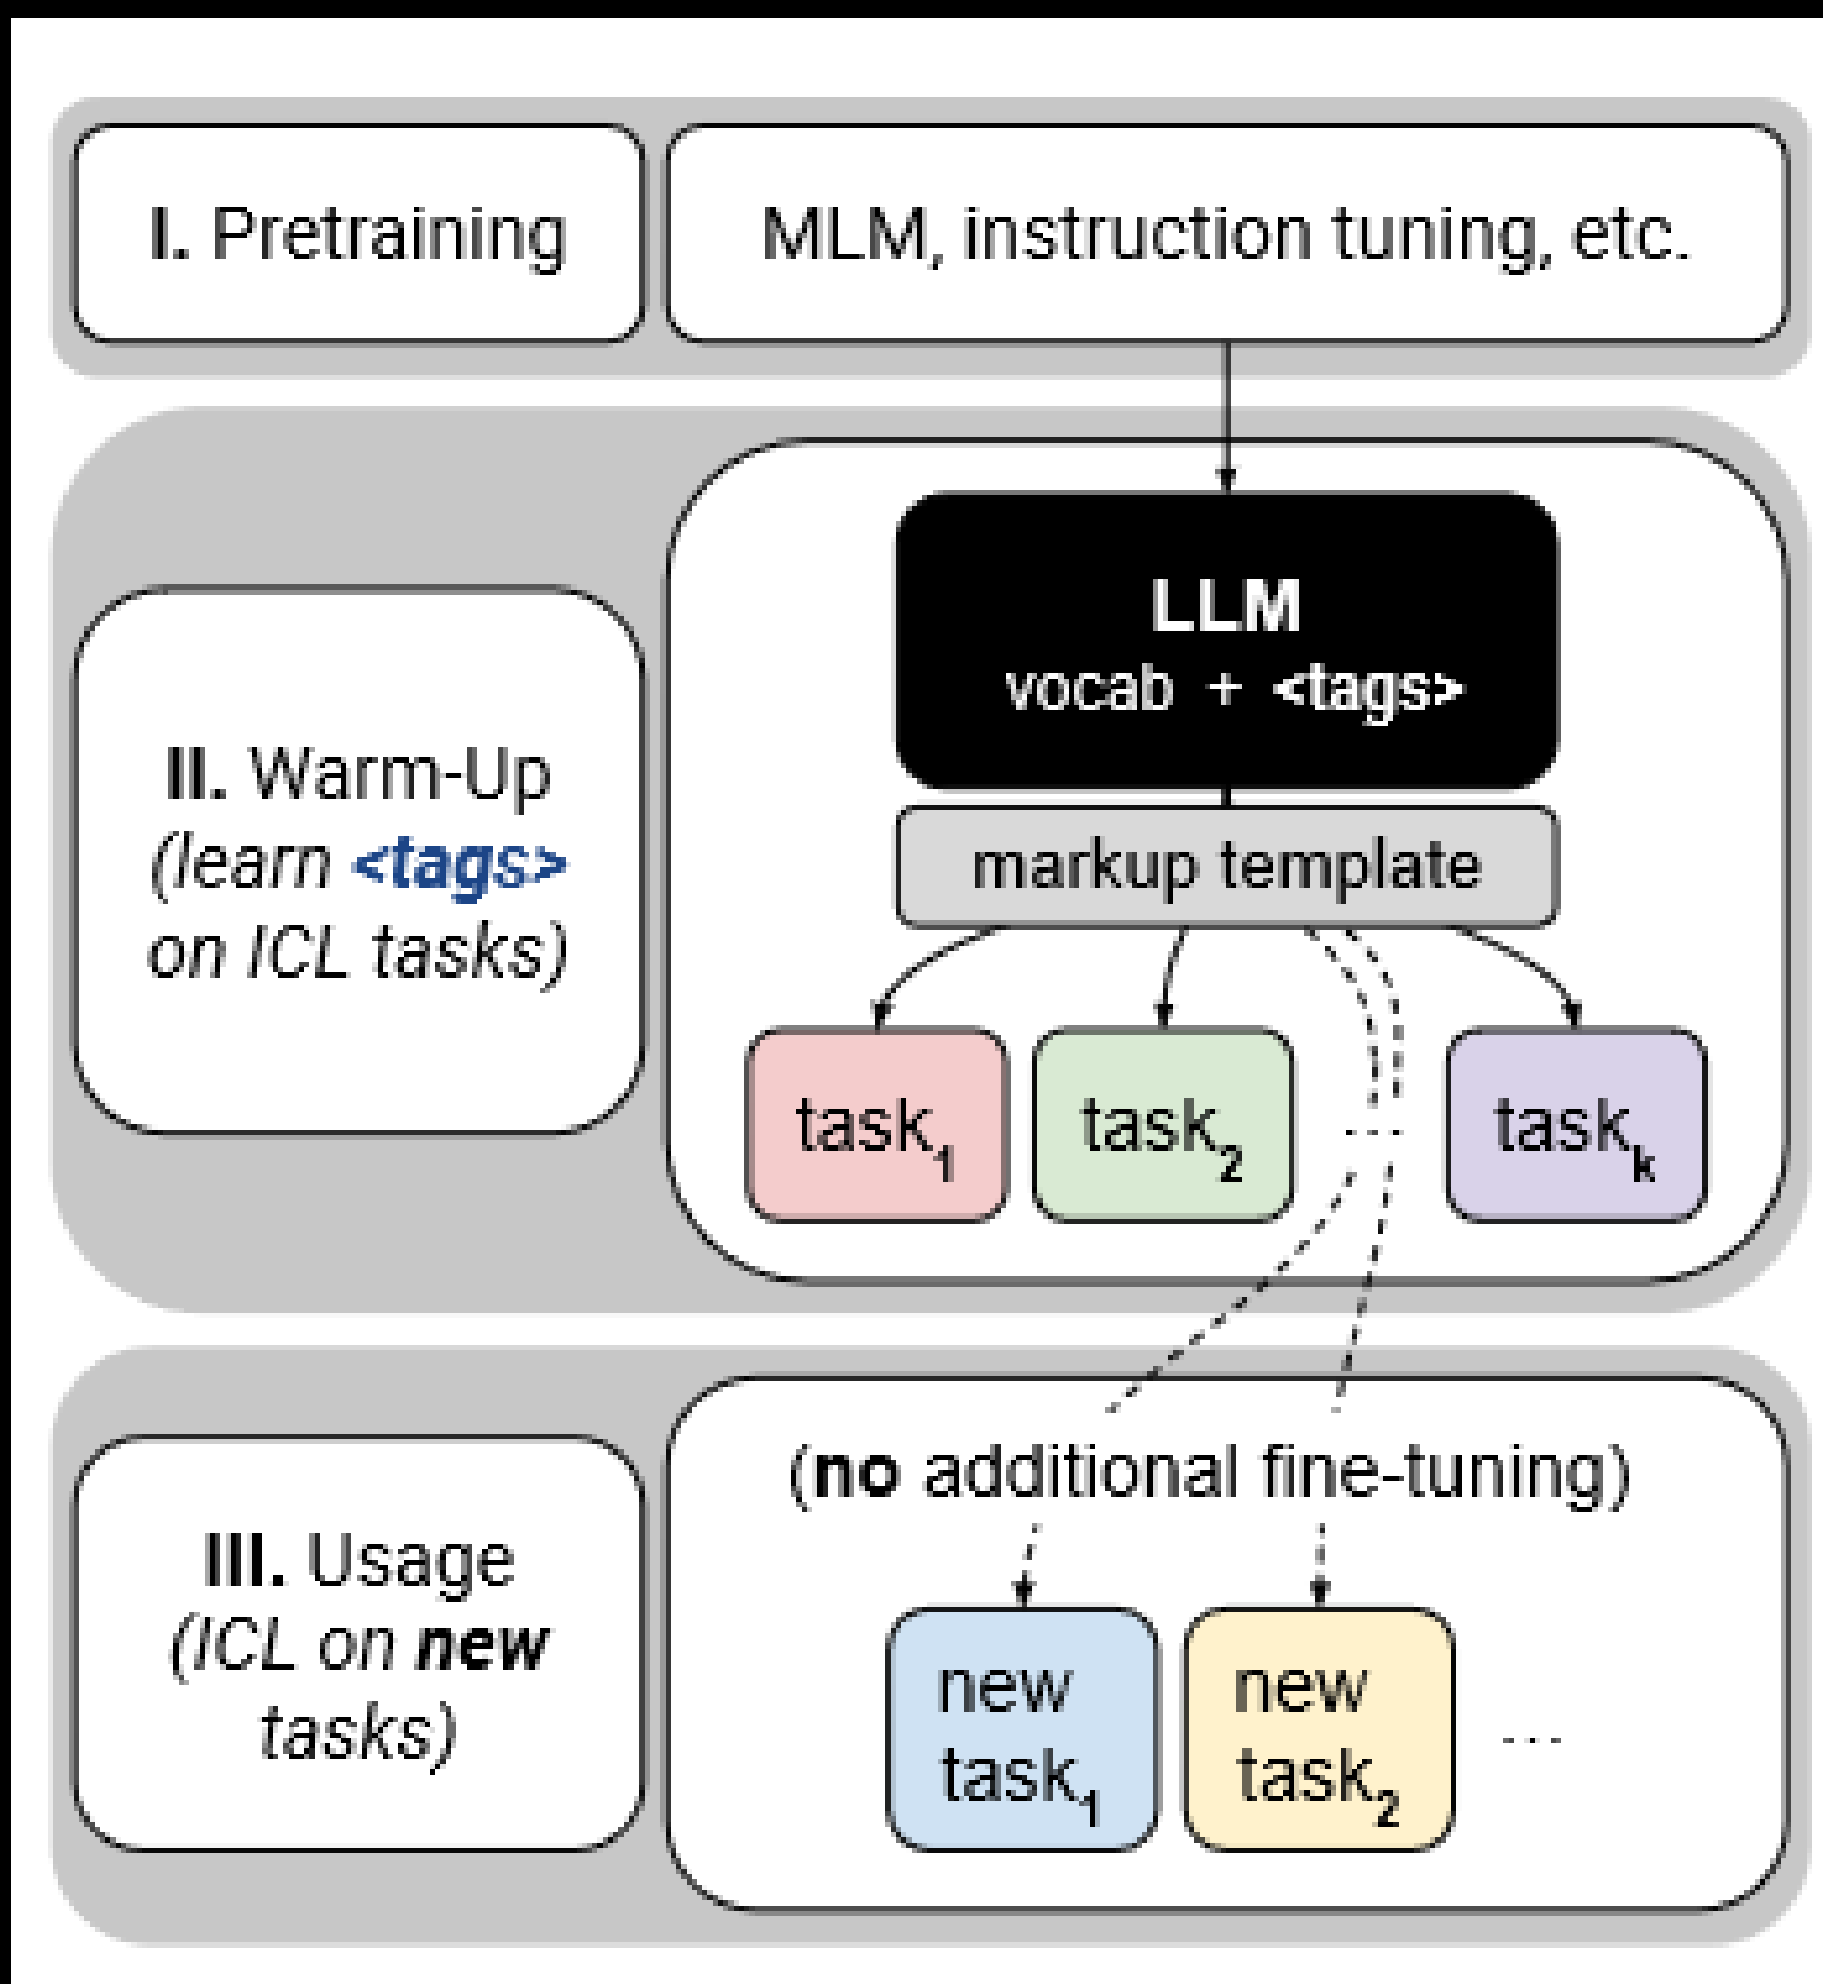 I. Pretraining
MLM, instruction tuning, etc.
II. Warm-Up
(learn <tags>
on ICL tasks)
LLM
vocab + <tags>
markup template
task1
task2
...
taskk
III. Usage
(ICL on new
tasks)
(no additional fine-tuning)
new
task1
new
task2
...